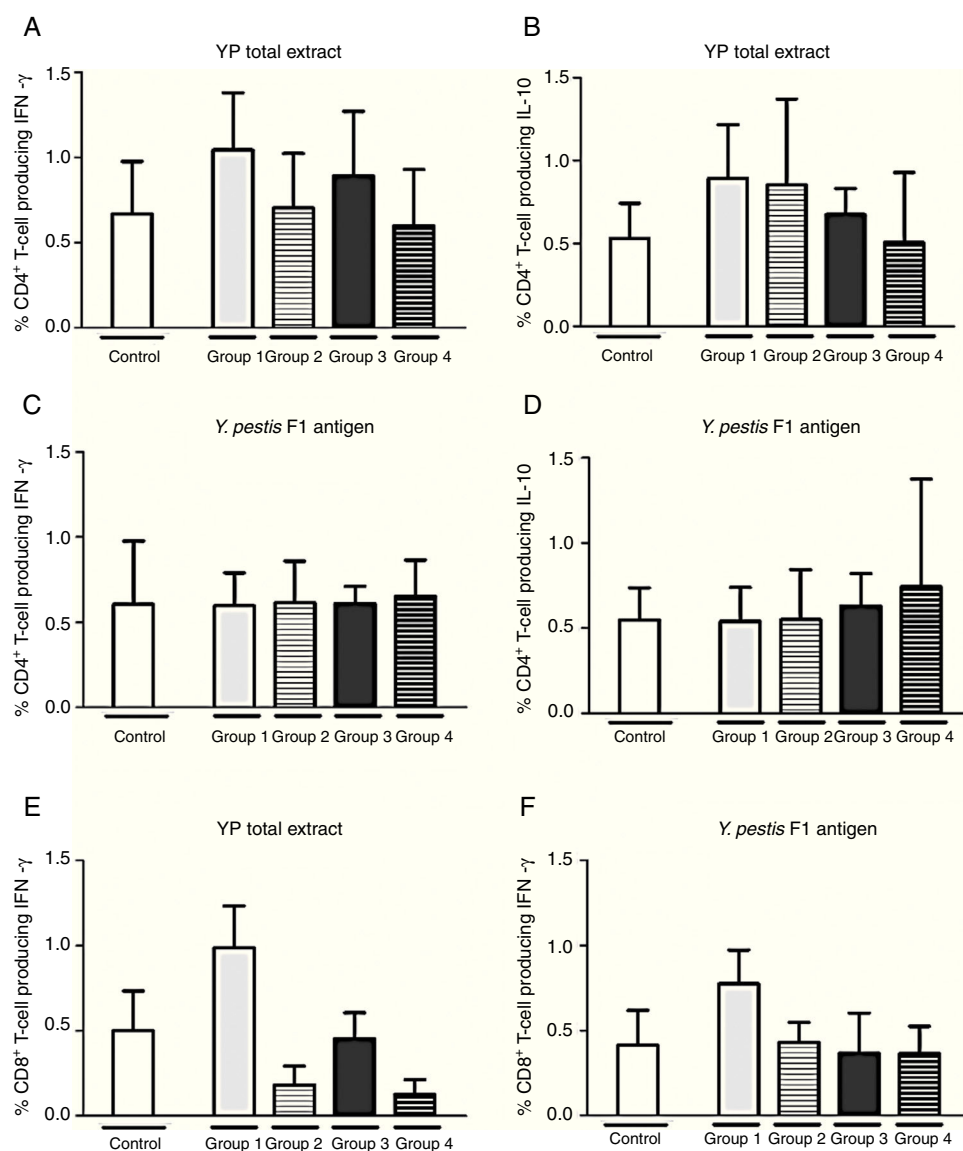 A
YP total extract
% CD4+ T-cell producing IFN -γ
1.5
1.0
0.5
0.0
Control
Group 1 Group 2 Group 3 Group 4
B
YP total extract
% CD4+ T-cell producing IL-10
1.5
1.0
0.5
0.0
Control
Group 1 Group 2 Group 3 Group 4
C
Y. pestis F1 antigen
% CD4+ T-cell producing IFN -γ
1.5
1.0
0.5
0.0
Control
Group 1 Group 2 Group 3 Group 4
D
Y. pestis F1 antigen
% CD4+ T-cell producing IL-10
1.5
1.0
0.5
0.0
Control
Group 1 Group 2 Group 3 Group 4
E
YP total extract
% CD8+ T-cell producing IFN -γ
1.5
1.0
0.5
0.0
Control
Group 1 Group 2 Group 3 Group 4
F
Y. pestis F1 antigen
% CD8+ T-cell producing IFN -γ
1.5
1.0
0.5
0.0
Control
Group 1 Group 2 Group 3 Group 4